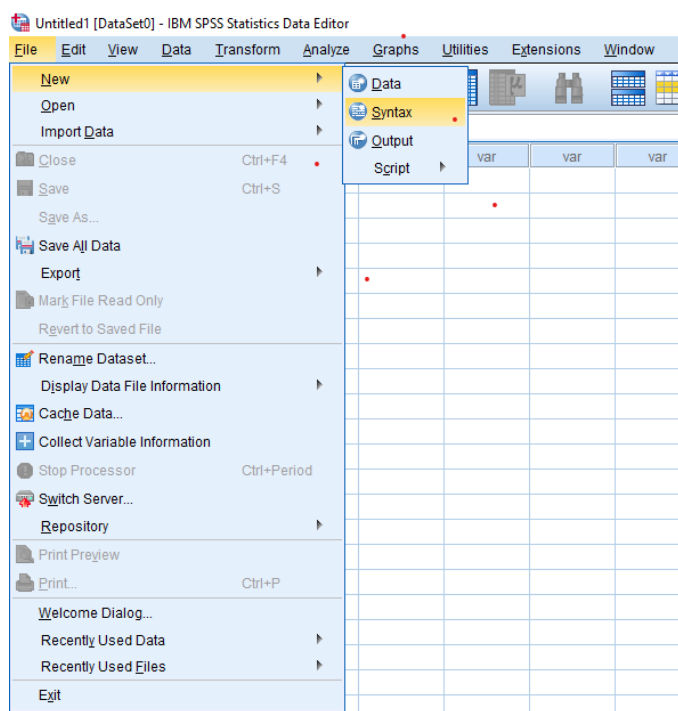 Untitled1 [DataSet0] - IBM SPSS Statistics Data Editor
File Edit View Data Transform Analyze Graphs Utilities Extensions Window
New
Open
Import Data
Close Ctrl+F4
Save Ctrl+S
Save As...
Save All Data
Export
Mark File Read Only
Revert to Saved File
Rename Dataset...
Display Data File Information
Cache Data...
Collect Variable Information
Stop Processor Ctrl+Period
Switch Server...
Repository
Print Preview
Print... Ctrl+P
Welcome Dialog...
Recently Used Data
Recently Used Files
Exit
Data
Syntax
Output
Script
var var var